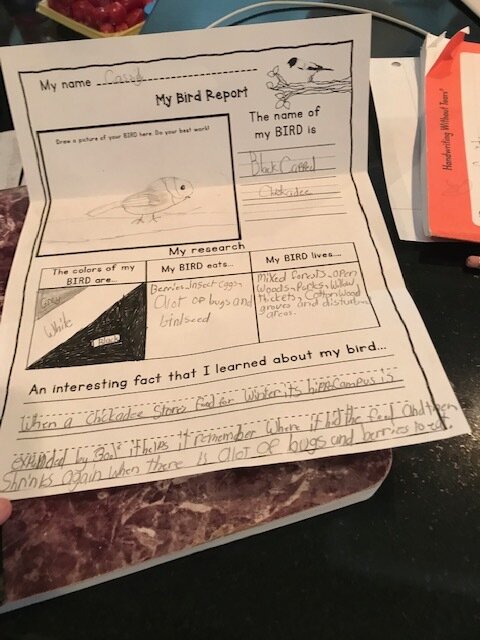 My name Cassy
My Bird Report
Draw a picture of your BIRD here. Do your best work!
The name of
my BIRD is
Black Capped
Chickadee
My research
The colors of my
BIRD are...
My BIRD eats...
My BIRD lives...
Gray
White
Black
Berries, Insect eggs,
Alot of bugs and
birdseed
Mixed forests, open
Woods, Parks, Willow
thickets, Cottonwood
groves and disturbed
areas.
An interesting fact that I learned about my bird...
When a Chickadee Stores Food for Winter its hippocampus is
expanded by 30% it helps it remember Where it hid the food and then
Shrinks again when there is alot of bugs and berries to eat.
Handwriting Without Tears®